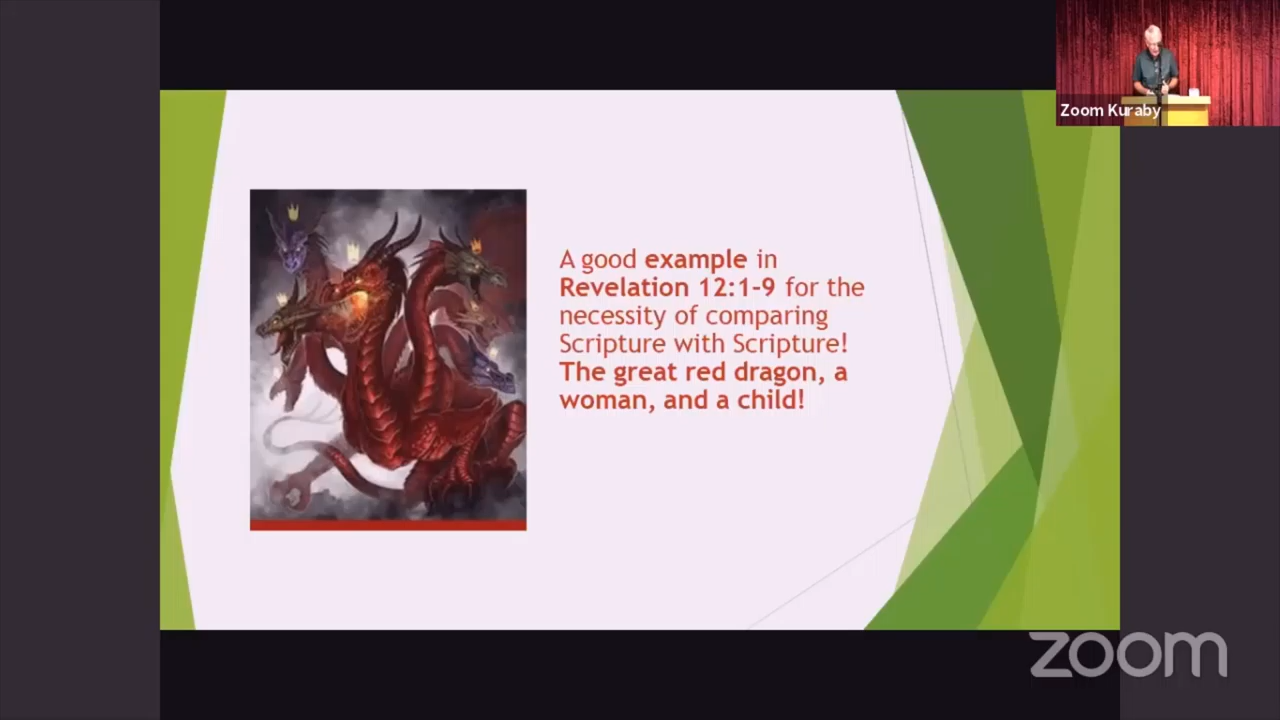 Zoom Kuraby
A good example in
Revelation 12:1-9 for the
necessity of comparing
Scripture with Scripture!
The great red dragon, a
woman, and a child!
zoom